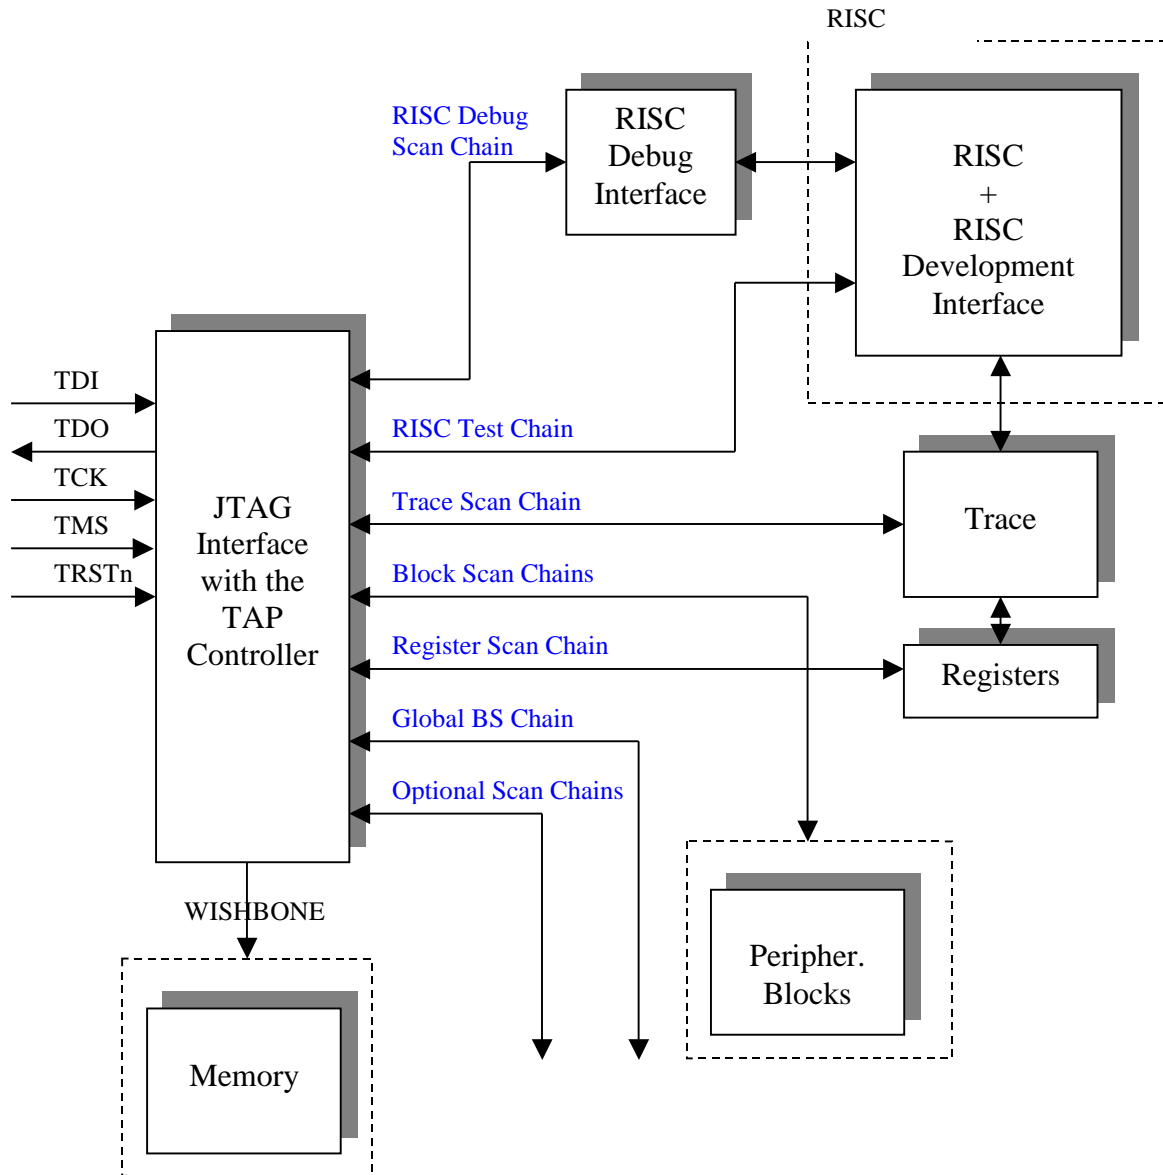 RISC
RISC Debug
Scan Chain
RISC
Debug
Interface
RISC
+
RISC
Development
Interface
TDI
TDO
TCK
TMS
TRSTn
JTAG
Interface
with the
TAP
Controller
RISC Test Chain
Trace Scan Chain
Trace
Block Scan Chains
Register Scan Chain
Registers
Global BS Chain
Optional Scan Chains
WISHBONE
Peripher.
Blocks
Memory